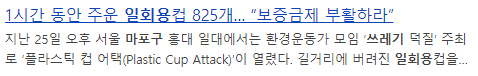 1시간 동안 주운 일회용컵 825개... “보증금제 부활하라”
지난 25일 오후 서울 마포구 홍대 일대에서는 환경운동가 모임 ‘쓰레기 덕질’ 주최
로 ‘플라스틱 컵 어택(Plastic Cup Attack)’이 열렸다. 길거리에 버려진 일회용컵을...